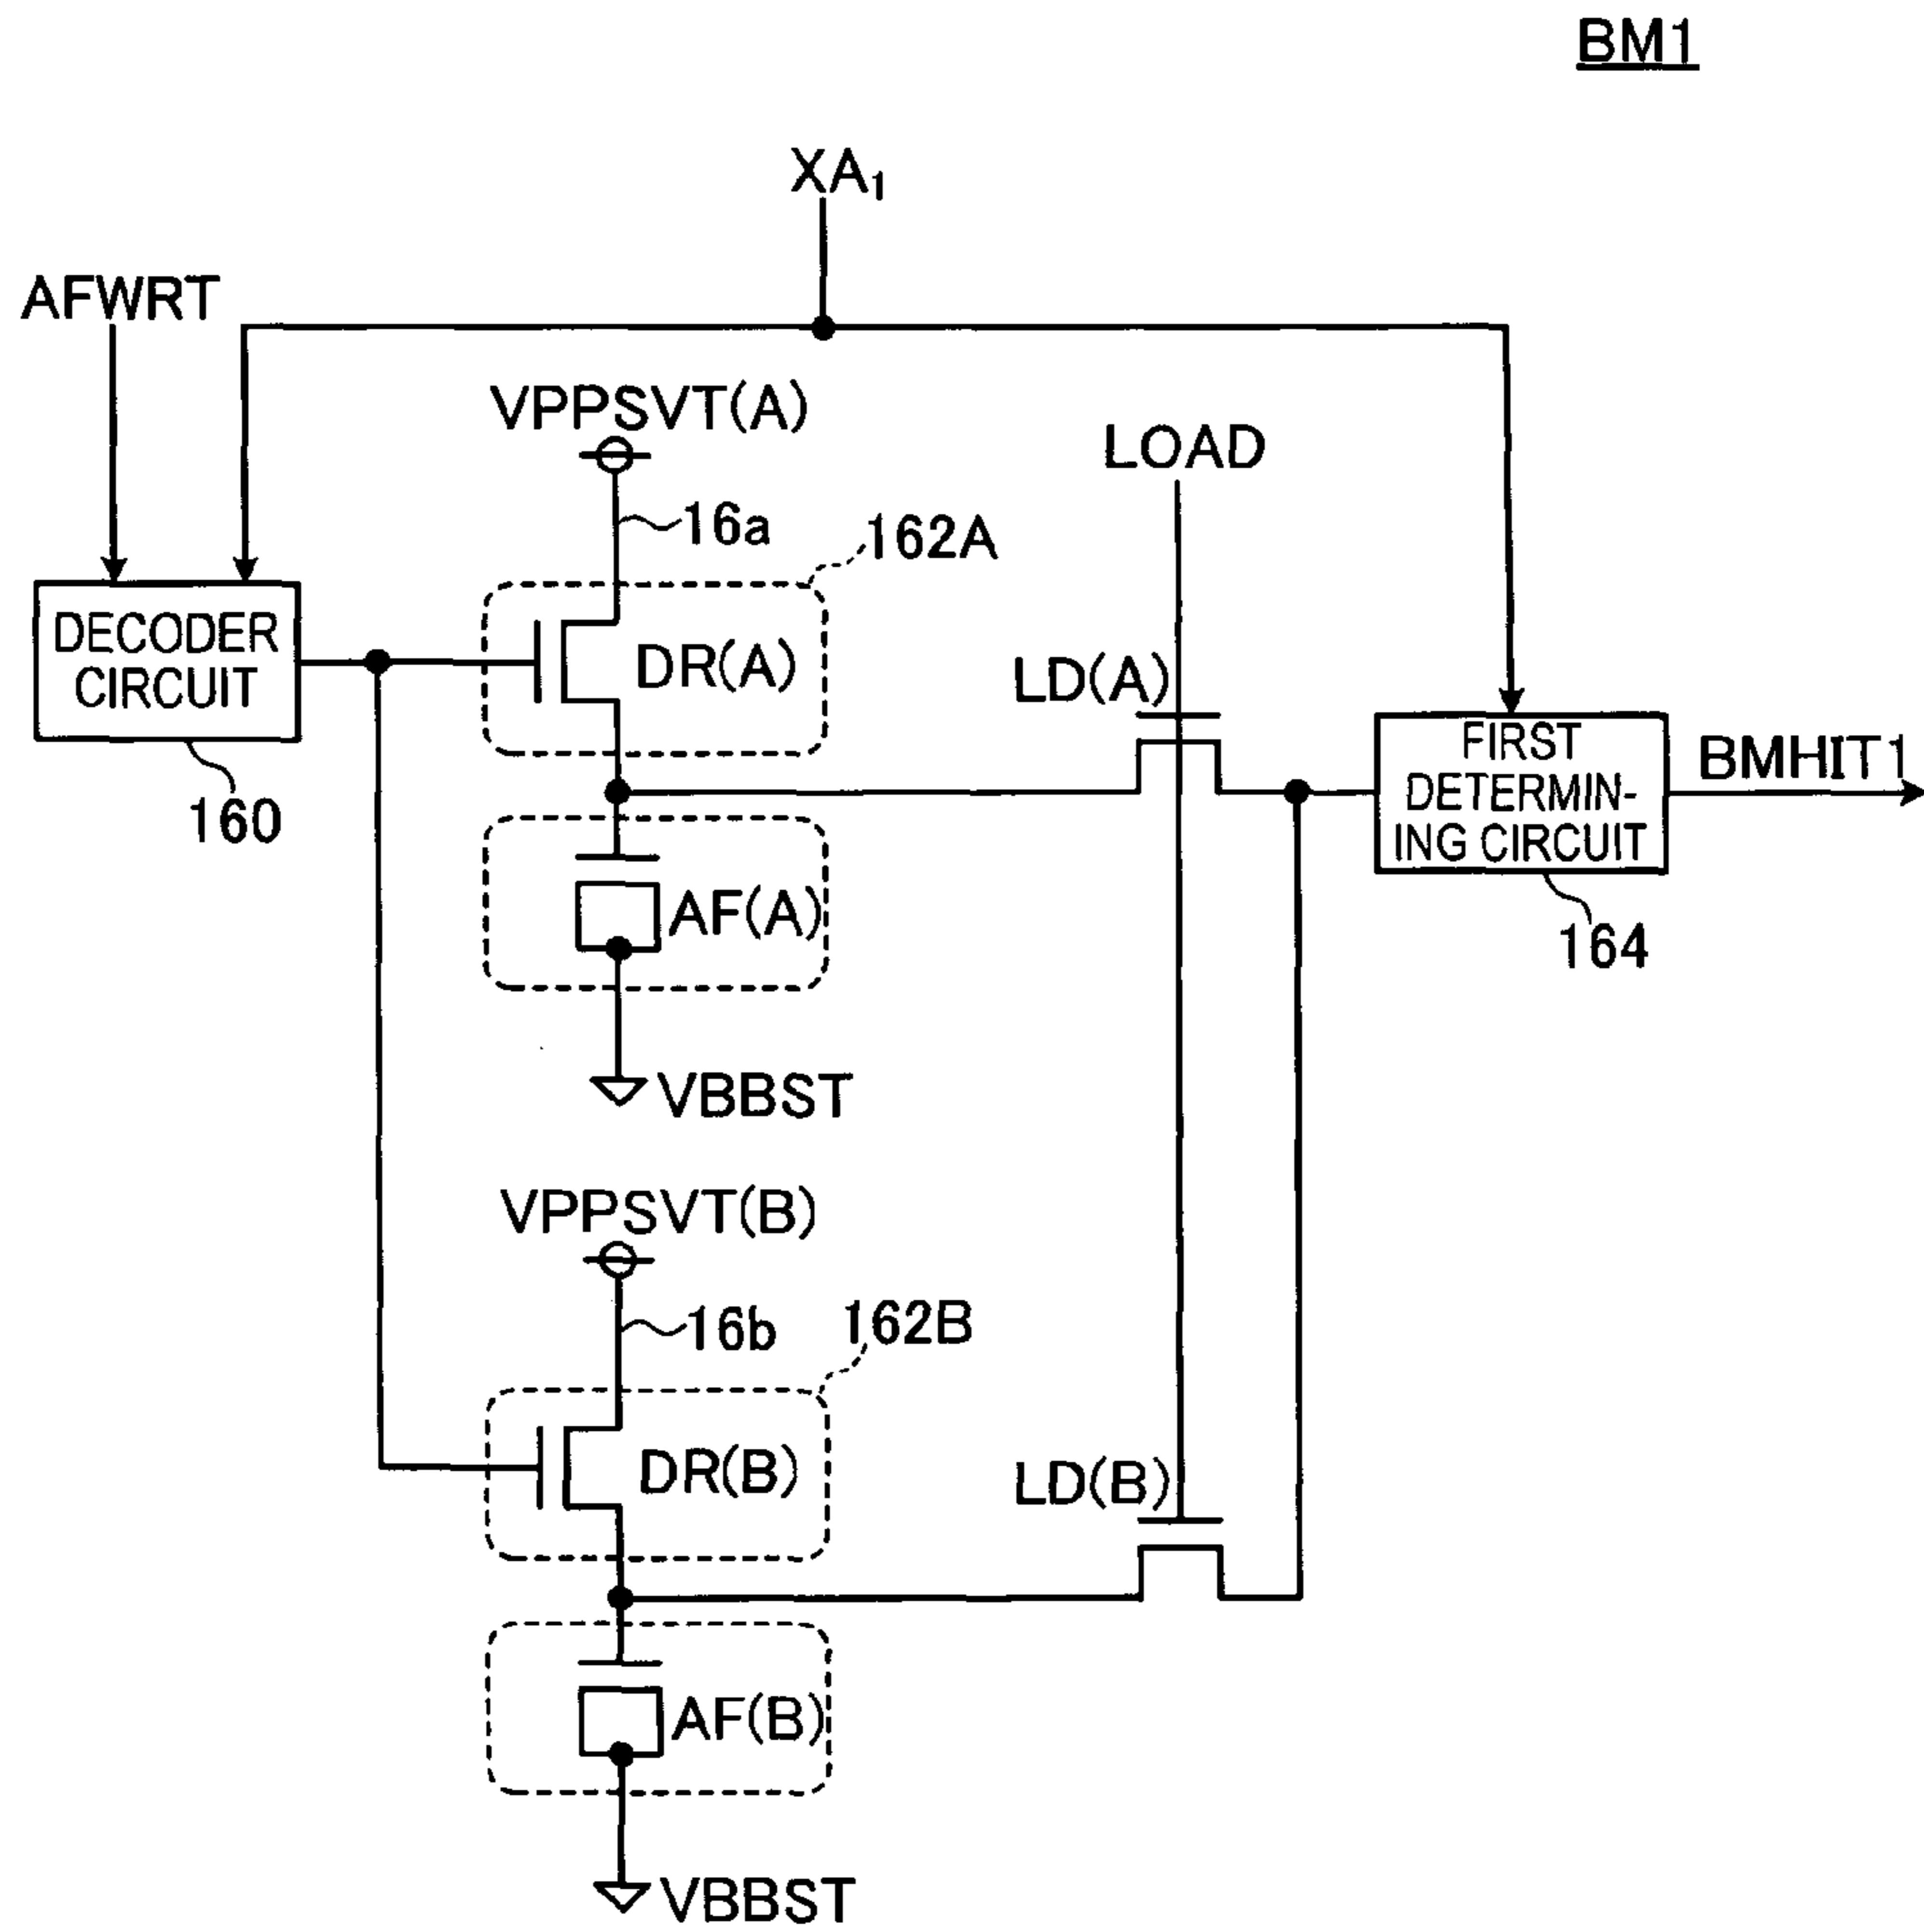 BM1
XA₁
AFWRT
VPPSVT(A)
LOAD
16a
162A
DECODER
CIRCUIT
DR(A)
LD(A)
FIRST
DETERMIN-
ING CIRCUIT
BMHIT1
160
AF(A)
164
VBBST
VPPSVT(B)
16b
162B
DR(B)
LD(B)
AF(B)
VBBST